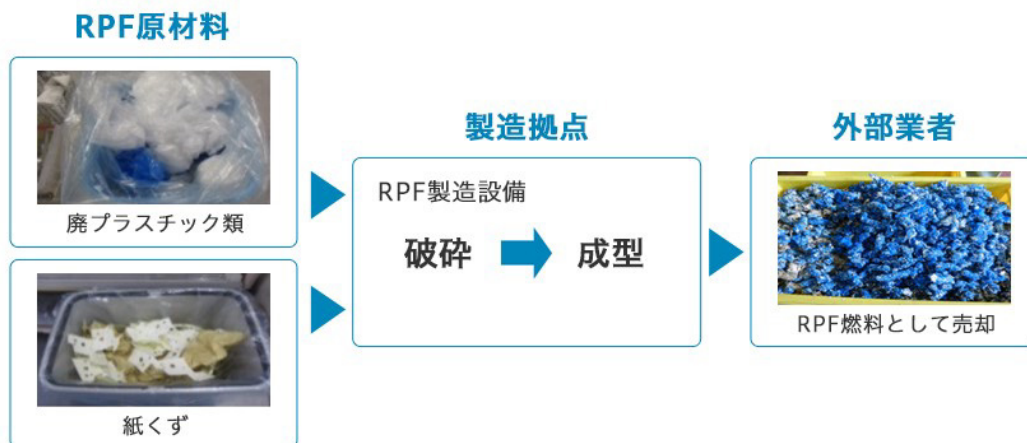 RPF原材料
廃プラスチック類
紙くず
製造拠点
RPF製造設備
破砕
成型
外部業者
RPF燃料として売却